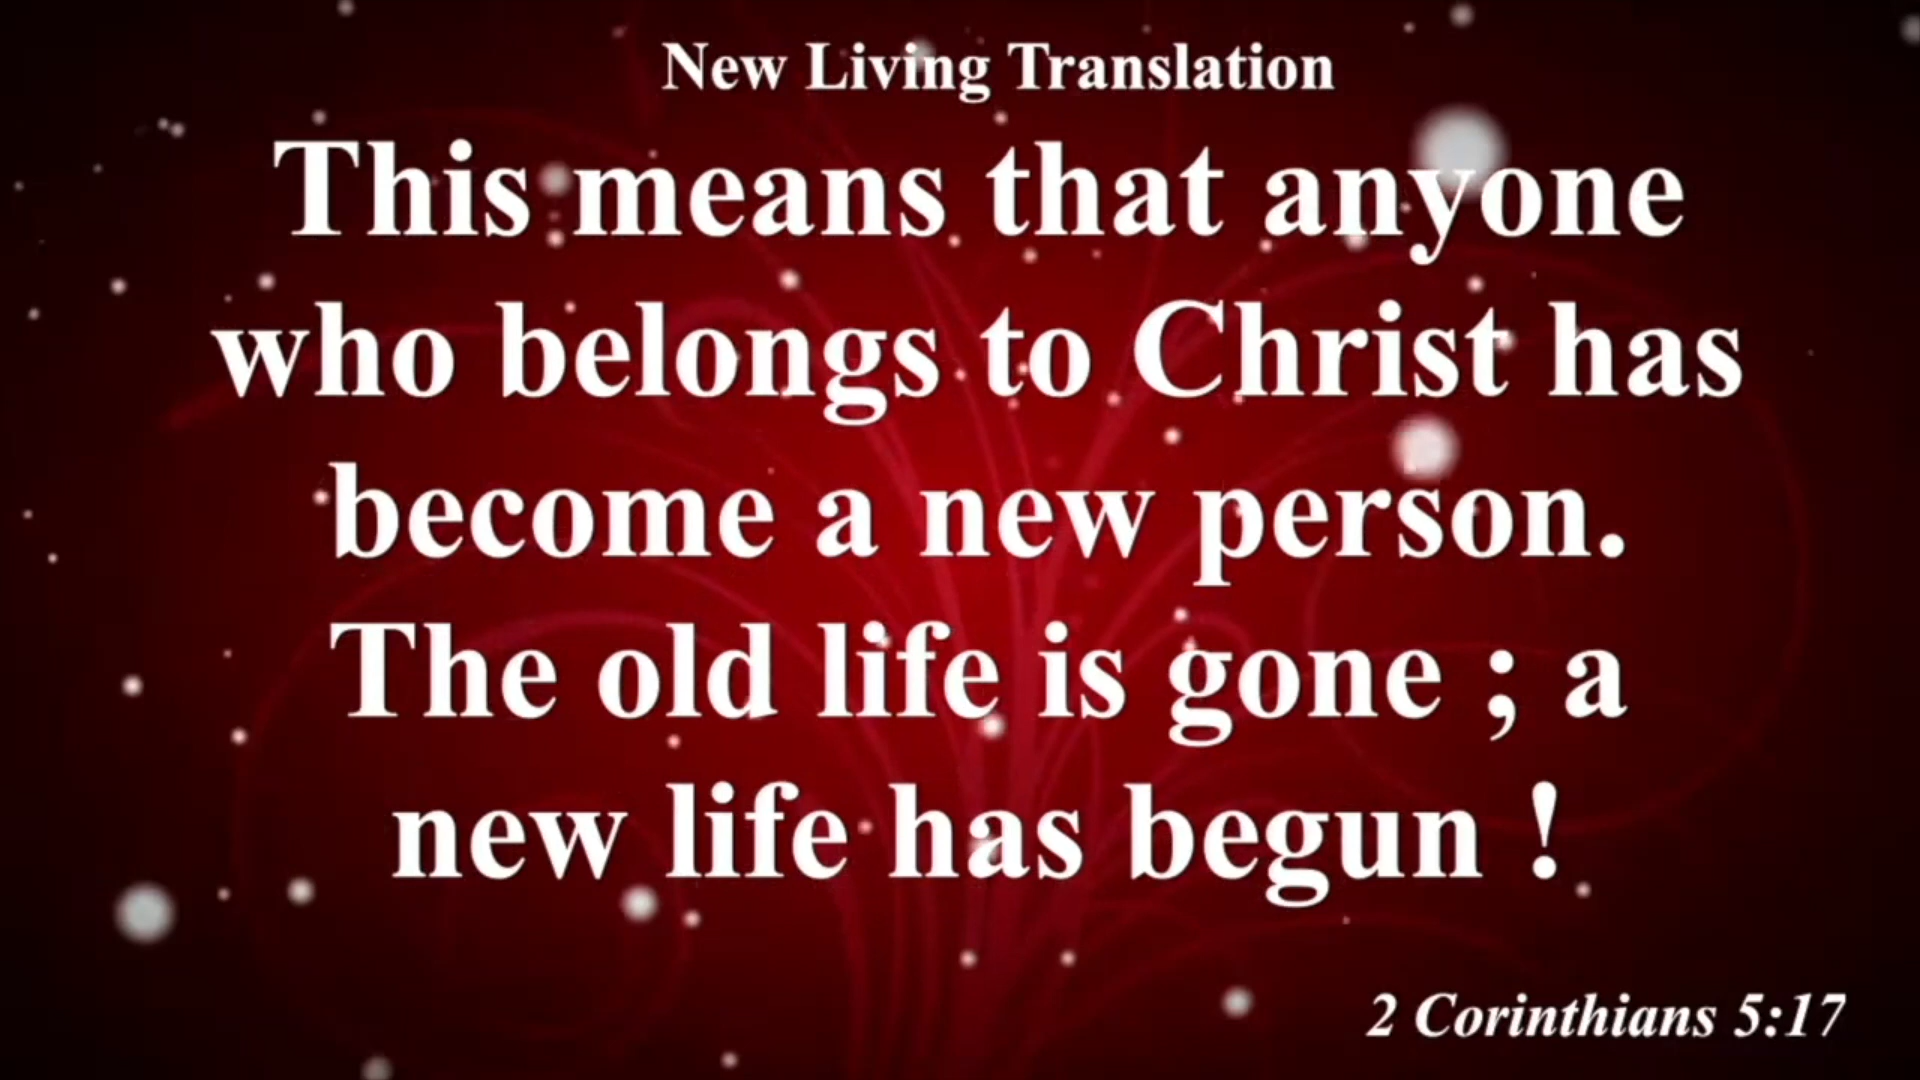 New Living Translation
This means that anyone
who belongs to Christ has
become a new person.
The old life is gone ; a
new life has begun !
2 Corinthians 5:17